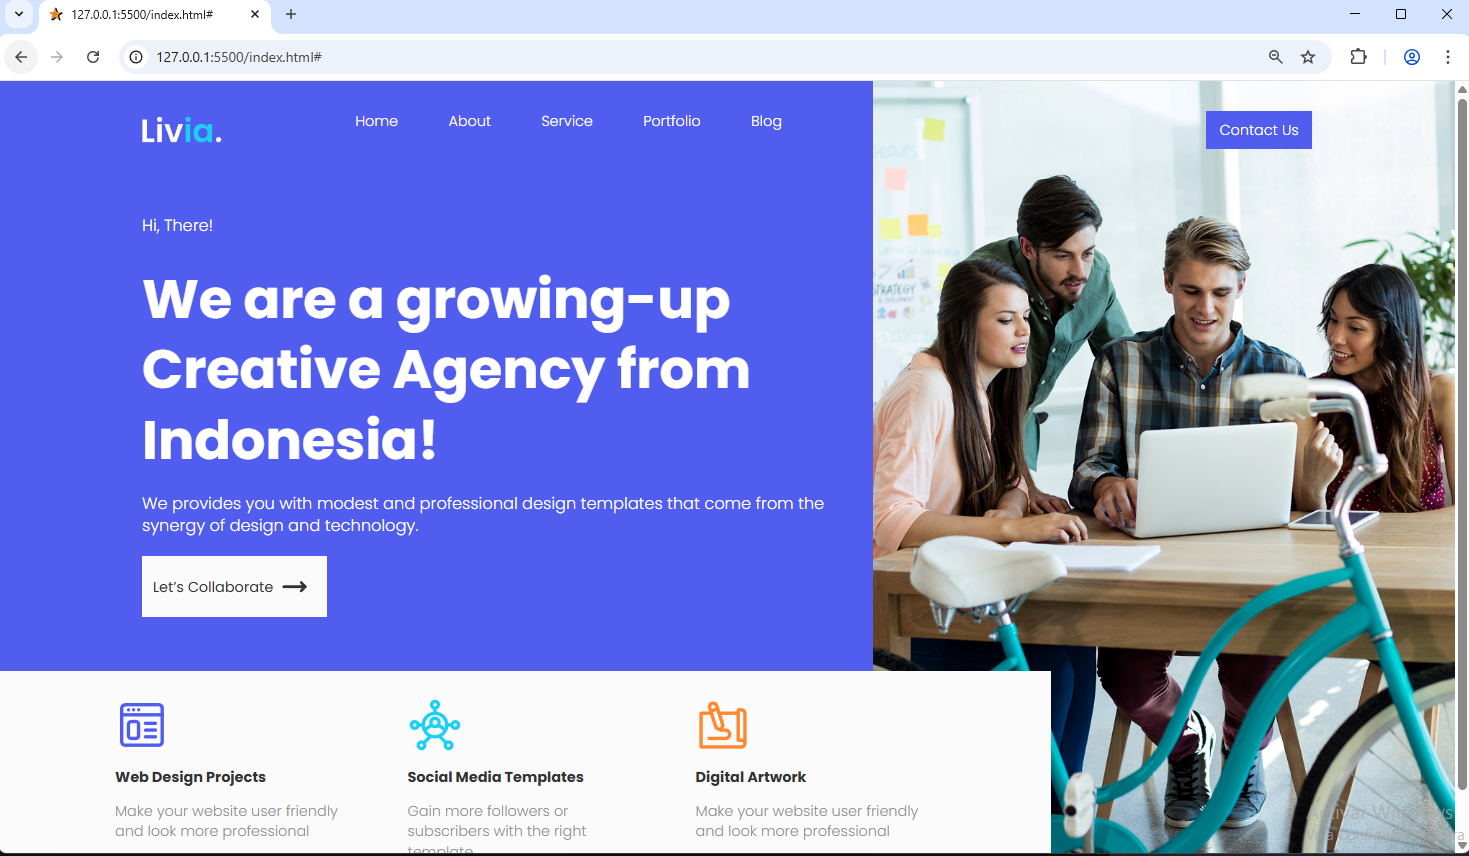 127.0.0.1:5500/index.html#
127.0.0.1:5500/index.html#
Livia.
Home About Service Portfolio Blog
Contact Us
Hi, There!
We are a growing-up
Creative Agency from
Indonesia!
We provides you with modest and professional design templates that come from the
synergy of design and technology.
Let's Collaborate
STRATEGY
Web Design Projects
Make your website user friendly
and look more professional
Social Media Templates
Gain more followers or
subscribers with the right
template
Digital Artwork
Make your website user friendly
and look more professional
Activar Windows